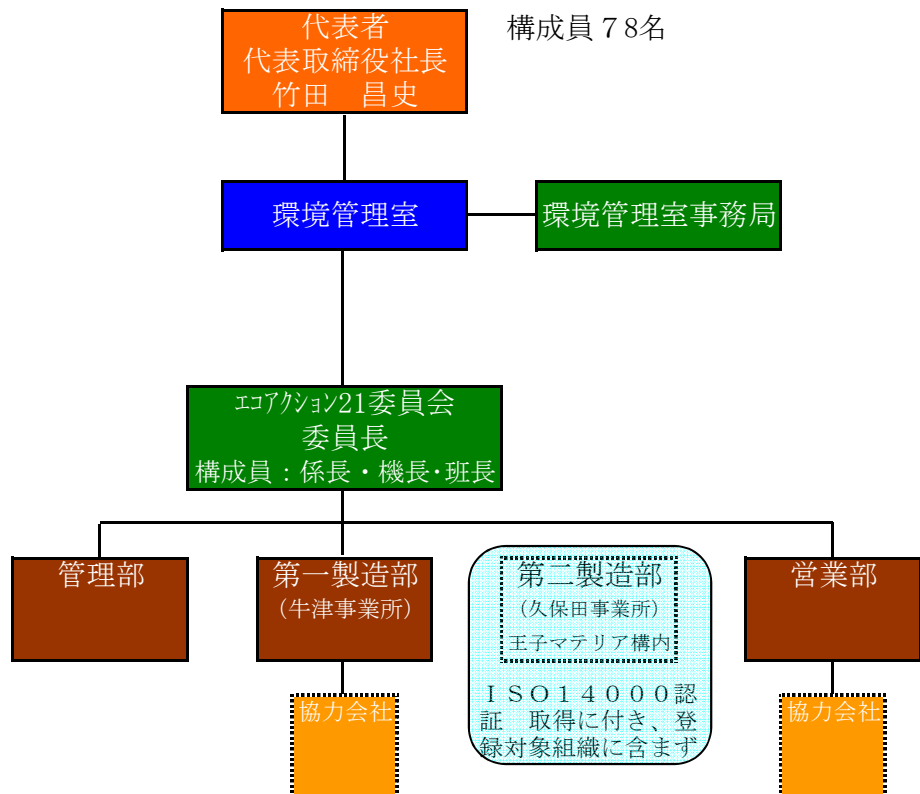 代表者
代表取締役社長
竹田　昌史
構成員７8名
環境管理室
環境管理室事務局
ｴｺｱｸｼｮﾝ21委員会
委員長
構成員：係長・機長･班長
管理部
第一製造部
（牛津事業所）
第二製造部
（久保田事業所）
王子マテリア構内
ＩＳＯ１４０００認
証　取得に付き、登
録対象組織に含まず
営業部
協力会社
協力会社